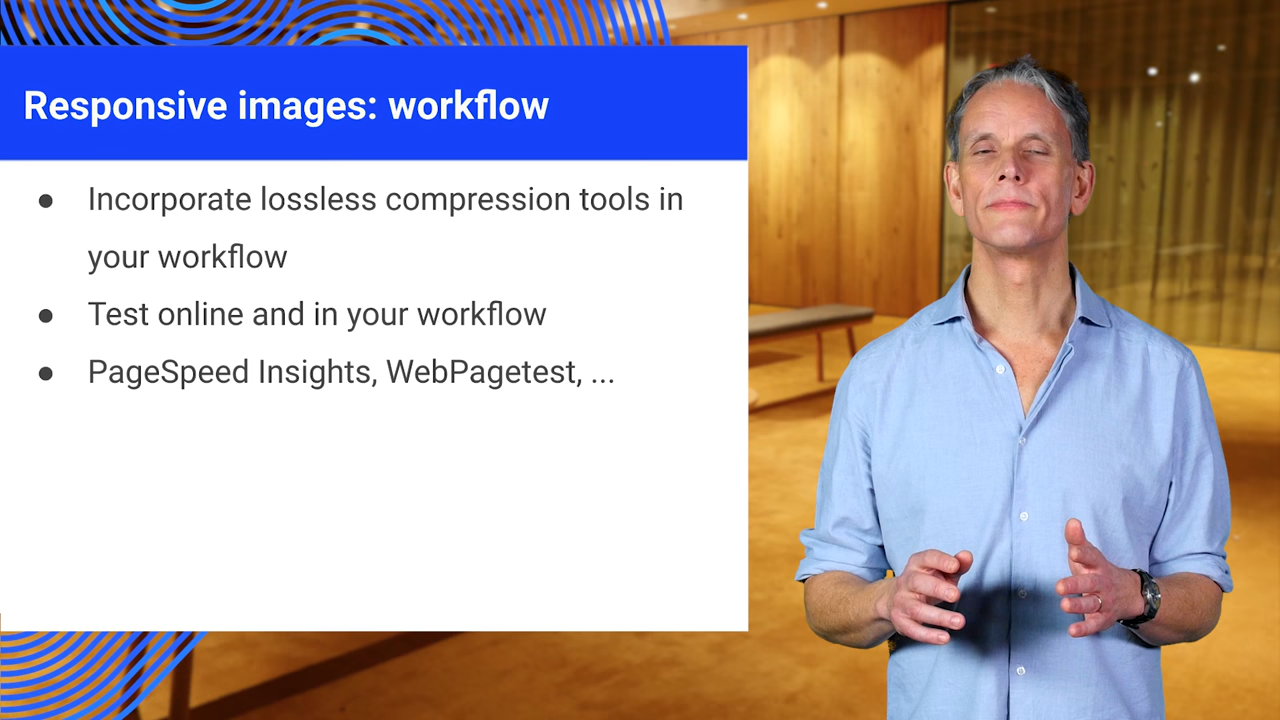 Responsive images: workflow
● Incorporate lossless compression tools in
your workflow
● Test online and in your workflow
● PageSpeed Insights, WebPagetest, ...